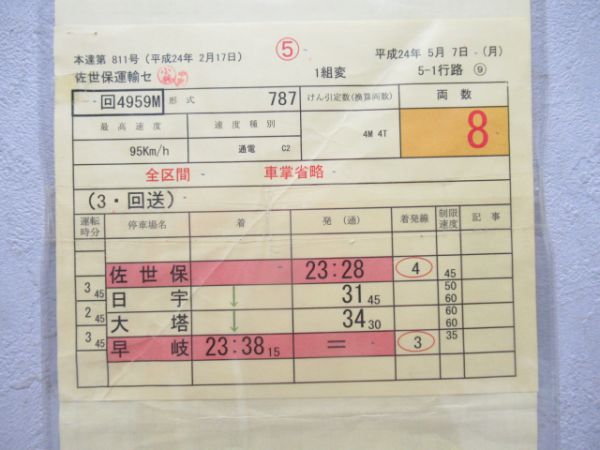 ⑤
本達第 811号（平成24年 2月17日）　平成24年 5月 7日 （月）
佐世保運輸セ　1組変　5-1行路 ⑨
回4959M　形式　787　けん引定数(換算両数)　両数
最高速度　速度種別　4M 4T　8
95Km/h　通電　C2
全区間　車掌省略
(3・回送)
運転時分　停車場名　着　発（通）　着発線　制限速度　記事
佐世保　23:28　4　45
3 45　日宇　↓　31 45　50 60
2 45　大塔　↓　34 30　60 60
3 45　早岐　23:38 15　＝　3　35